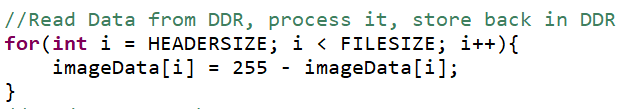 //Read Data from DDR, process it, store back in DDR
for(int i = HEADERSIZE; i < FILESIZE; i++){
    imageData[i] = 255 - imageData[i];
}